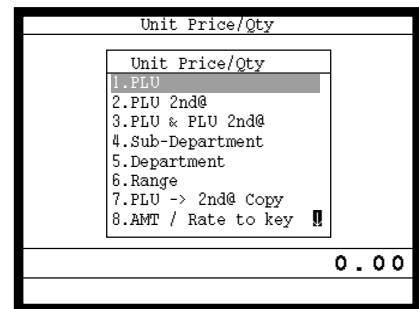 Unit Price/Qty
Unit Price/Qty
1.PLU
2.PLU 2nd@
3.PLU & PLU 2nd@
4.Sub-Department
5.Department
6.Range
7.PLU -> 2nd@ Copy
8.AMT / Rate to key
0.00